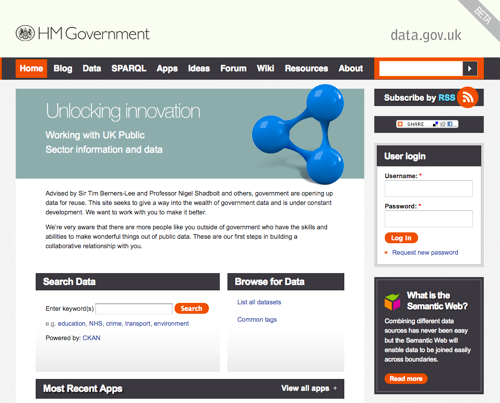 BETA
HM Government
data.gov.uk
Home Blog Data SPARQL Apps Ideas Forum Wiki Resources About
Unlocking innovation
Working with UK Public
Sector information and data
Advised by Sir Tim Berners-Lee and Professor Nigel Shadbolt and others, government are opening up
data for reuse. This site seeks to give a way into the wealth of government data and is under constant
development. We want to work with you to make it better.
We're very aware that there are more people like you outside of government who have the skills and
abilities to make wonderful things out of public data. These are our first steps in building a
collaborative relationship with you.
Search Data
Enter keyword(s) Search
e.g. education, NHS, crime, transport, environment
Powered by: CKAN
Browse for Data
List all datasets
Common tags
Most Recent Apps View all apps +
Subscribe by RSS
SHARE
User login
Username: *
Password: *
Log in
Request new password
What is the
Semantic Web?
Combining different data
sources has never been easy
but the Semantic Web will
enable data to be joined easily
across boundaries.
Read more